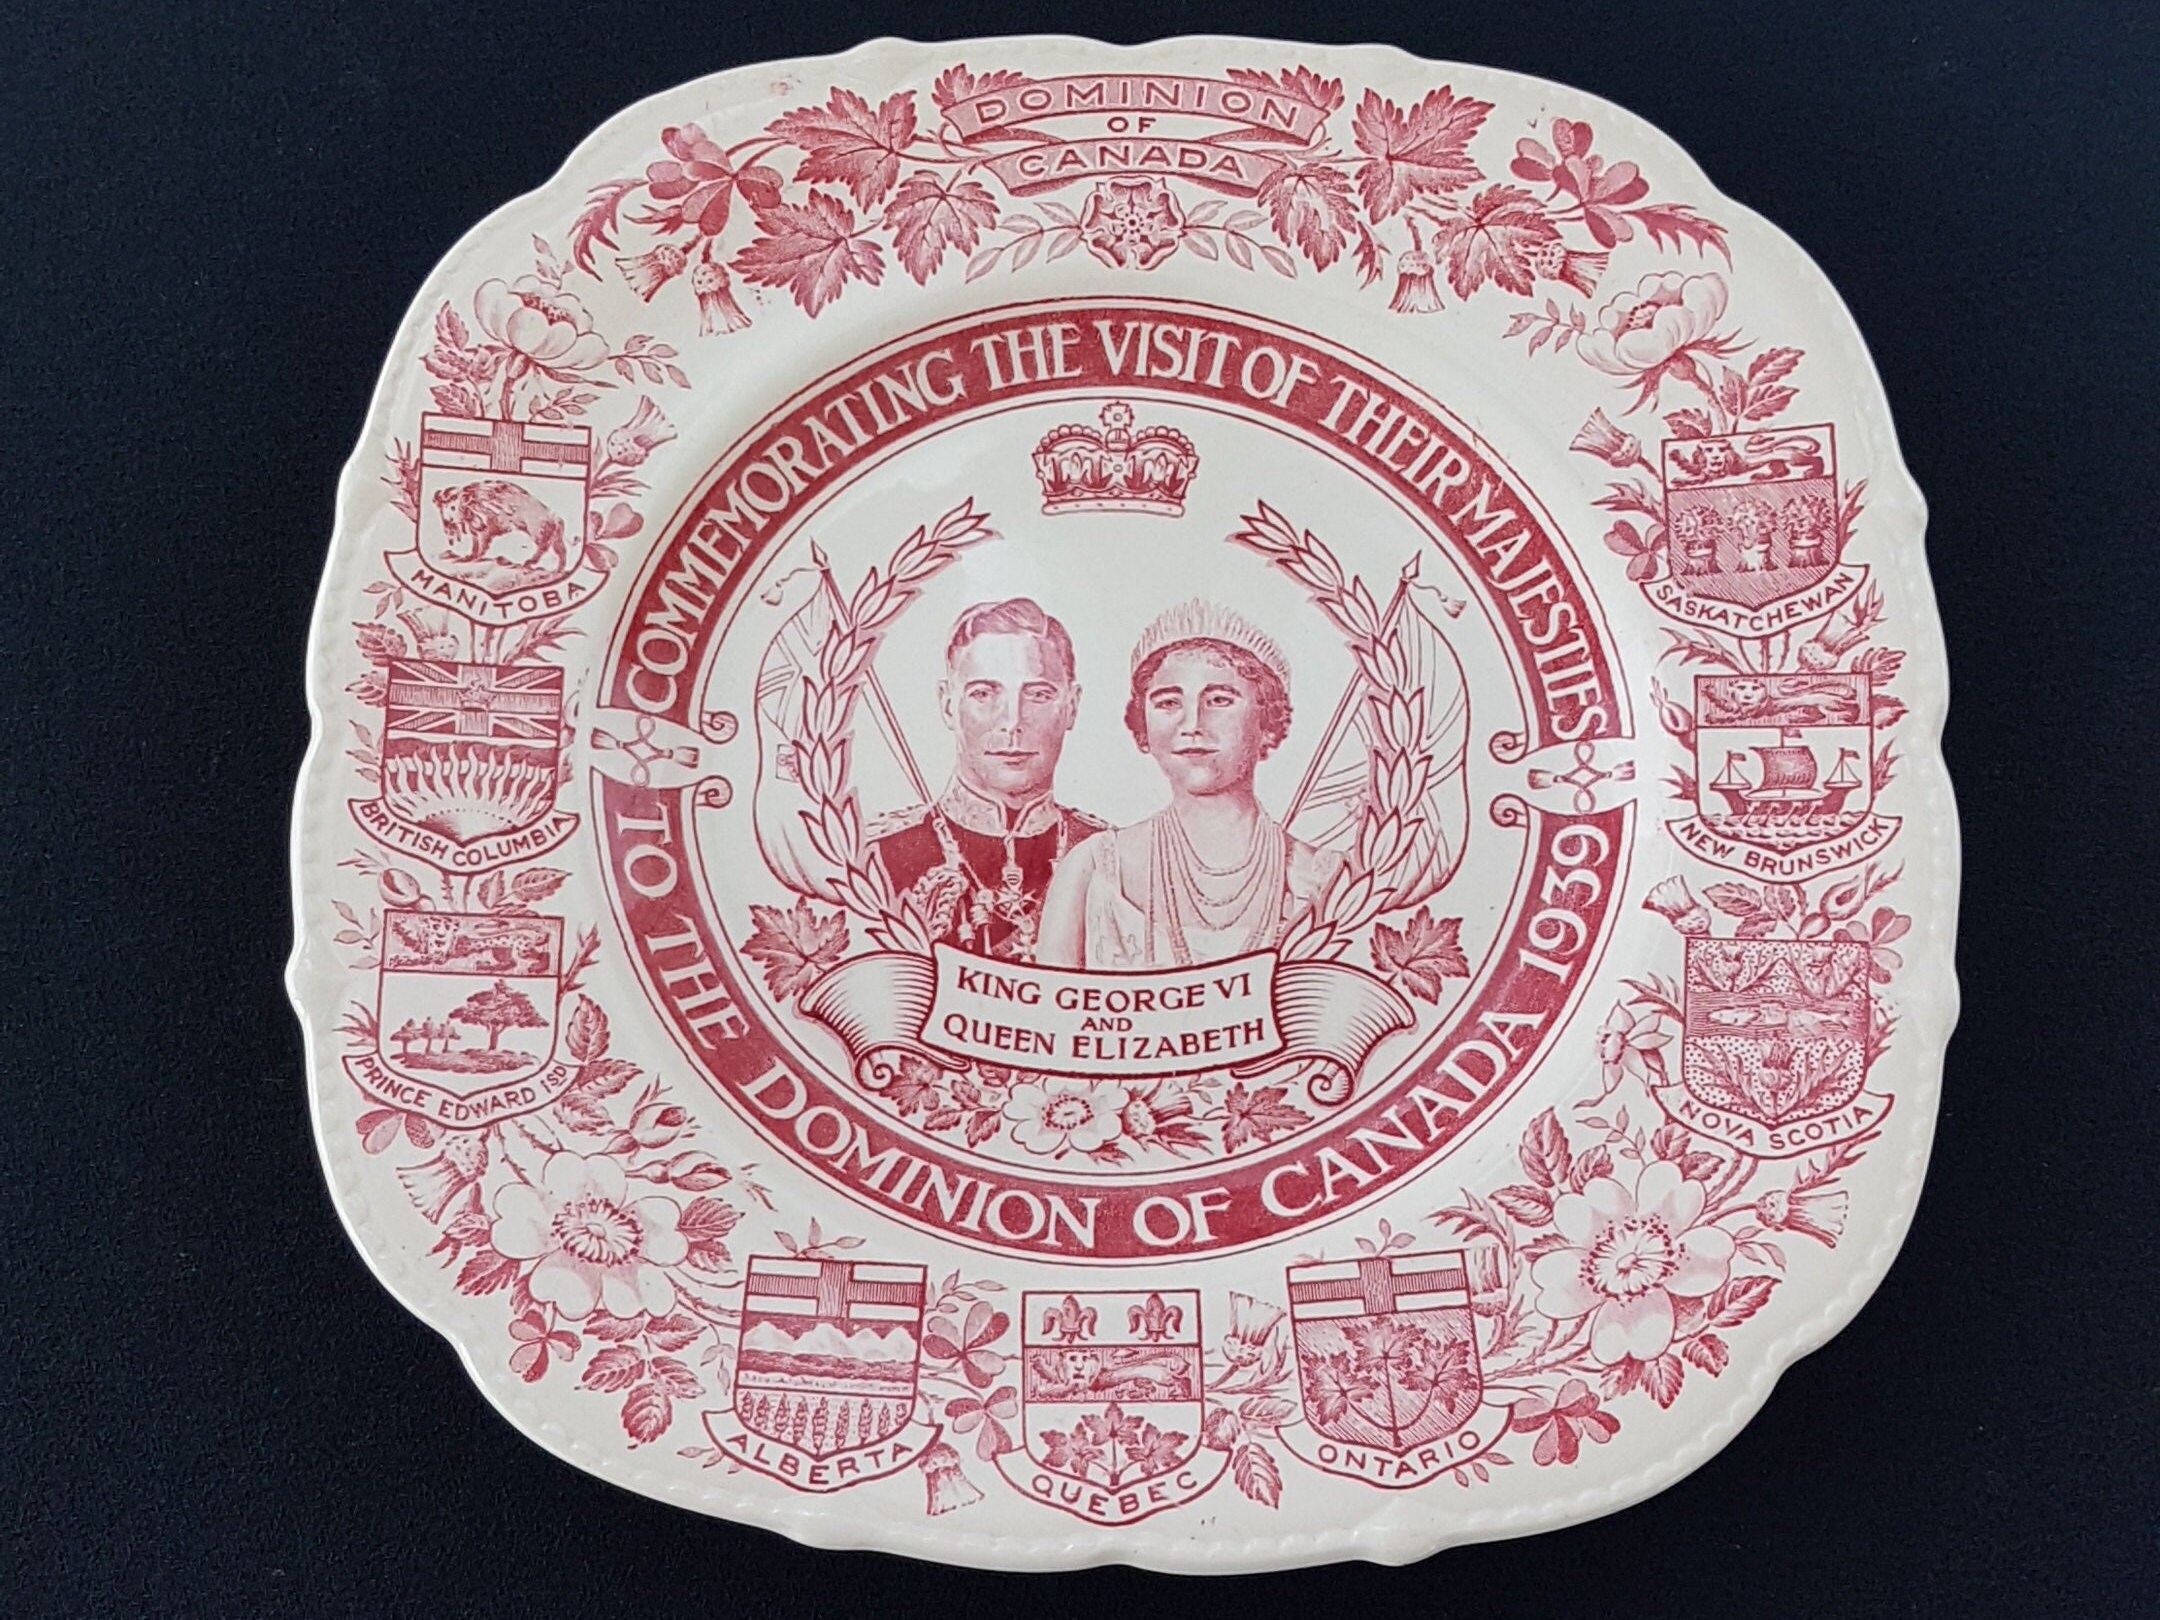 DOMINION
OF
CANADA
COMMEMORATING THE VISIT OF THEIR MAJESTIES
TO THE DOMINION OF CANADA 1939
KING GEORGE VI
AND
QUEEN ELIZABETH
MANITOBA
BRITISH COLUMBIA
PRINCE EDWARD ISD
ALBERTA
QUEBEC
ONTARIO
NOVA SCOTIA
NEW BRUNSWICK
SASKATCHEWAN